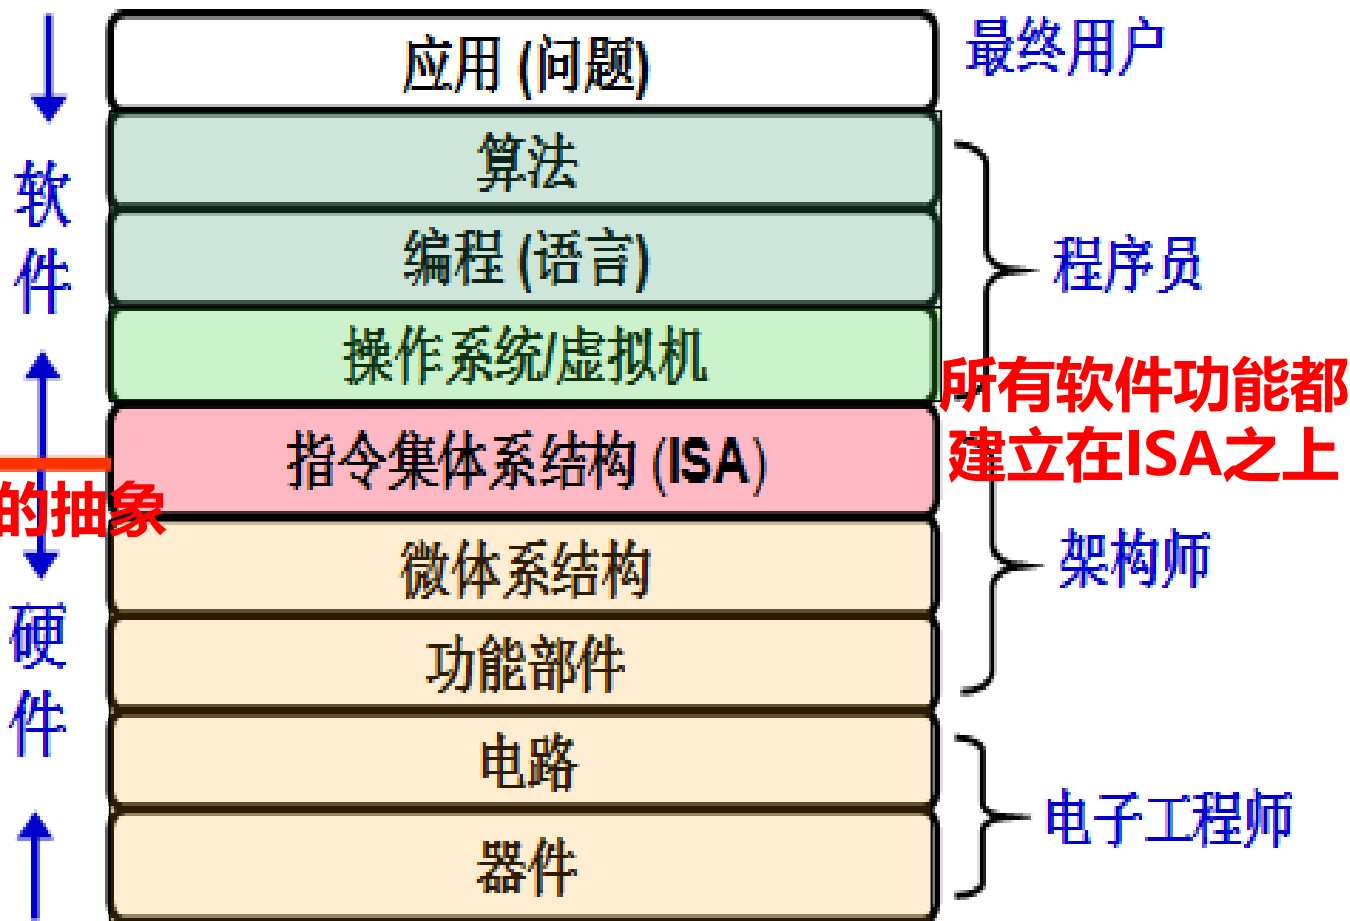 应用 (问题)
最终用户
算法
编程 (语言)
操作系统/虚拟机
指令集体系结构 (ISA)
微体系结构
功能部件
电路
器件
软件
硬件
的抽象
程序员
所有软件功能都
建立在ISA之上
架构师
电子工程师